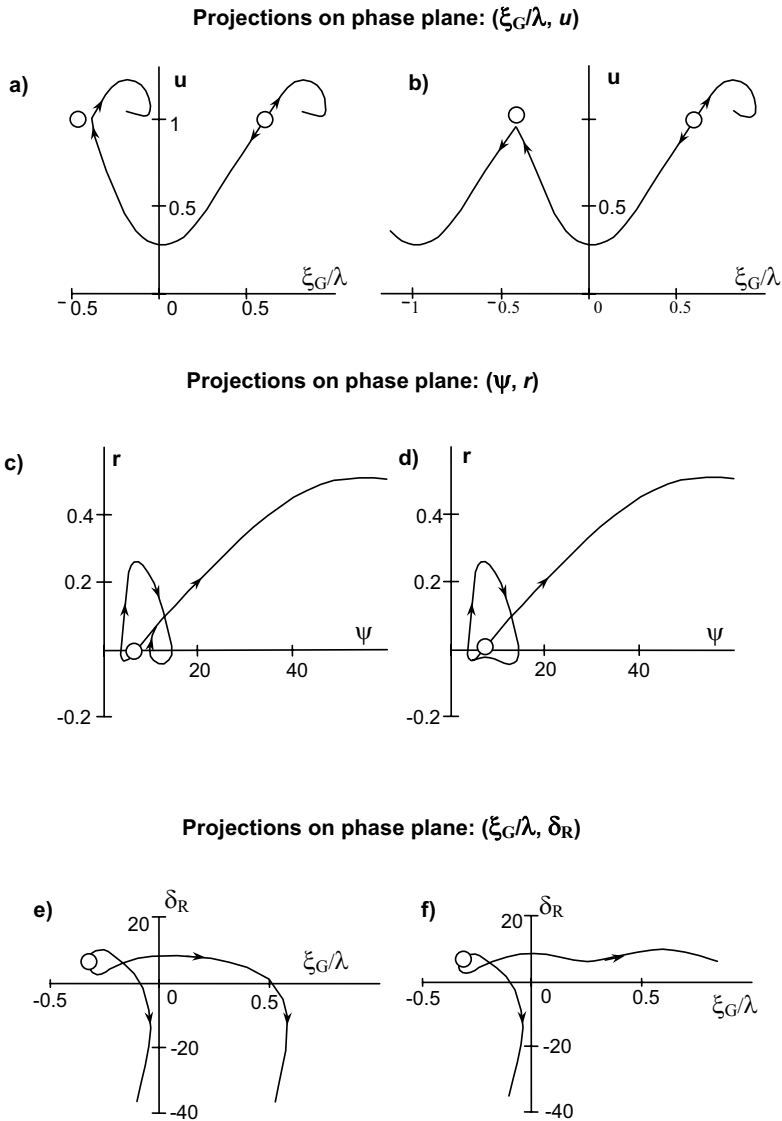 Projections on phase plane: (ξG/λ, u)
a)
u
b)
u
1
0.5
0.5
ξG/λ
ξG/λ
-0.5
0
0.5
-1
-0.5
0
0.5
Projections on phase plane: (ψ, r)
c)
r
d)
r
0.4
0.4
0.2
0.2
ψ
ψ
20
40
20
40
-0.2
-0.2
Projections on phase plane: (ξG/λ, δR)
e)
δR
f)
δR
20
20
ξG/λ
-0.5
0
0.5
-0.5
0
0.5
ξG/λ
-20
-20
-40
-40